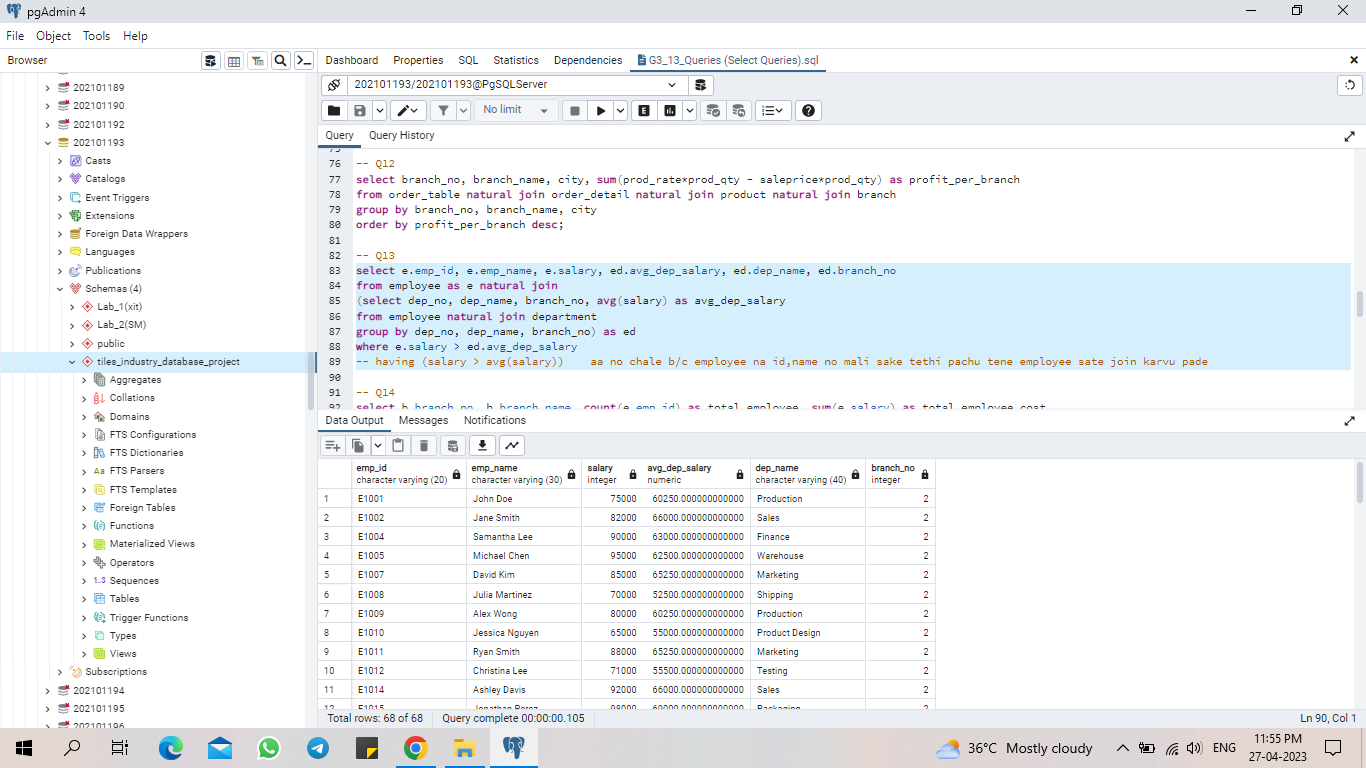 pgAdmin 4
File Object Tools Help
Browser
Dashboard Properties SQL Statistics Dependencies G3_13_Queries (Select Queries).sql
202101189
202101190
202101192
202101193
Casts
Catalogs
Event Triggers
Extensions
Foreign Data Wrappers
Languages
Publications
Schemas (4)
Lab_1(xit)
Lab_2(SM)
public
tiles_industry_database_project
Aggregates
Collations
Domains
FTS Configurations
FTS Dictionaries
FTS Parsers
FTS Templates
Foreign Tables
Functions
Materialized Views
Operators
Sequences
Tables
Trigger Functions
Types
Views
Subscriptions
202101194
202101195
202101196
202101193/202101193@PgSQLServer
No limit
Query Query History
75
76 -- Q12
77 select branch_no, branch_name, city, sum(prod_rate*prod_qty - saleprice*prod_qty) as profit_per_branch
78 from order_table natural join order_detail natural join product natural join branch
79 group by branch_no, branch_name, city
80 order by profit_per_branch desc;
81
82 -- Q13
83 select e.emp_id, e.emp_name, e.salary, ed.avg_dep_salary, ed.dep_name, ed.branch_no
84 from employee as e natural join
85 (select dep_no, dep_name, branch_no, avg(salary) as avg_dep_salary
86 from employee natural join department
87 group by dep_no, dep_name, branch_no) as ed
88 where e.salary > ed.avg_dep_salary
89 -- having (salary > avg(salary)) aa no chale b/c employee na id,name no mali sake tethi pachu tene employee sate join karvu pade
90
91 -- Q14
92 select b.branch_no, b.branch_name, count(e.emp_id) as total_employee, sum(e.salary) as total_employee_cost
Data Output Messages Notifications
emp_id emp_name salary avg_dep_salary dep_name branch_no
character varying (20) character varying (30) integer numeric character varying (40) integer
1 E1001 John Doe 75000 60250.000000000000 Production 2
2 E1002 Jane Smith 82000 66000.000000000000 Sales 2
3 E1004 Samantha Lee 90000 63000.000000000000 Finance 2
4 E1005 Michael Chen 95000 62500.000000000000 Warehouse 2
5 E1007 David Kim 85000 65250.000000000000 Marketing 2
6 E1008 Julia Martinez 70000 52500.000000000000 Shipping 2
7 E1009 Alex Wong 80000 60250.000000000000 Production 2
8 E1010 Jessica Nguyen 65000 55000.000000000000 Product Design 2
9 E1011 Ryan Smith 88000 65250.000000000000 Marketing 2
10 E1012 Christina Lee 71000 55500.000000000000 Testing 2
11 E1014 Ashley Davis 92000 66000.000000000000 Sales 2
12 E1015 Jonathan Perez 98000 69000.000000000000 Packaging 2
Total rows: 68 of 68 Query complete 00:00:00.105 Ln 90, Col 1
36°C Mostly cloudy ENG 11:55 PM
27-04-2023